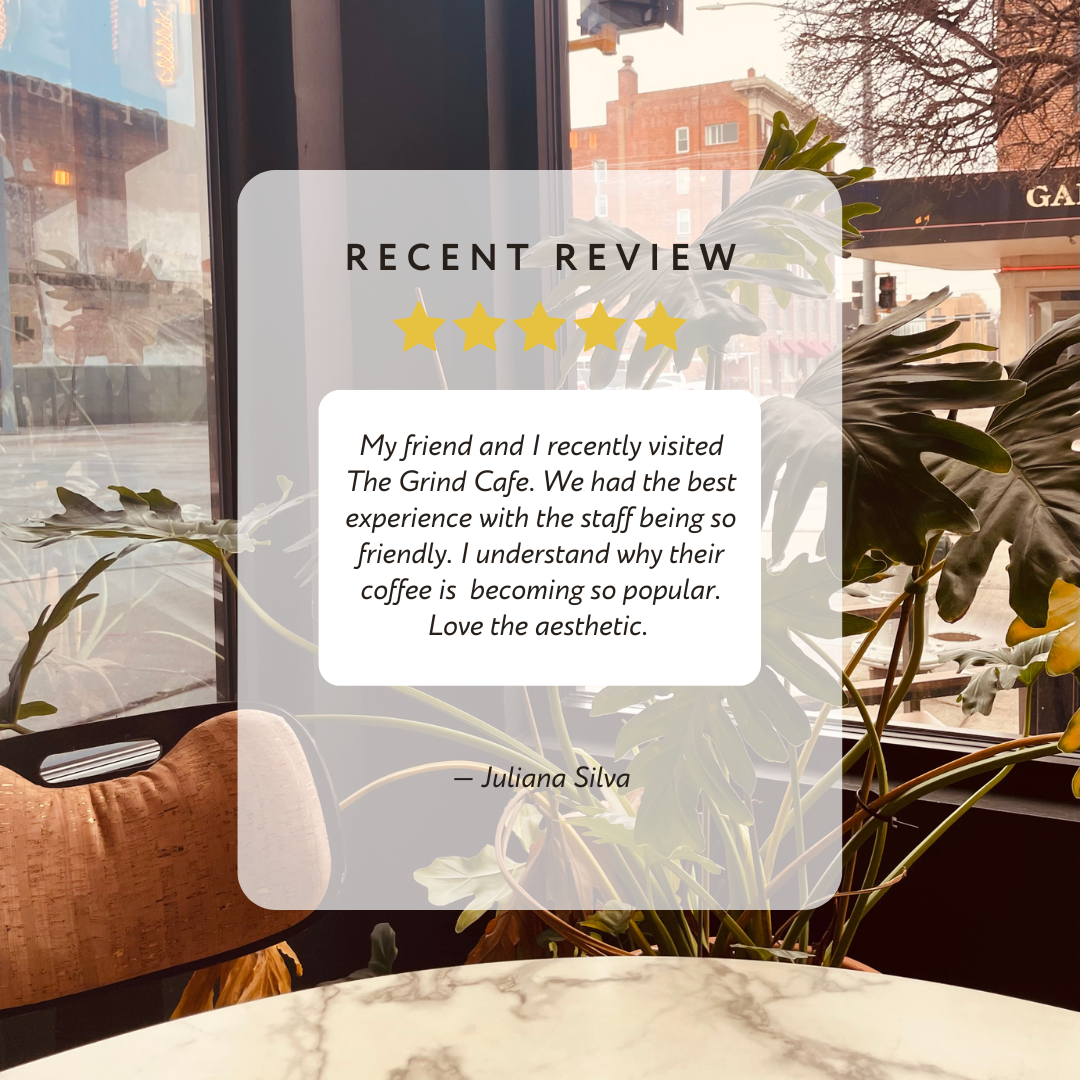 GA
RECENT REVIEW
My friend and I recently visited
The Grind Cafe. We had the best
experience with the staff being so
friendly. I understand why their
coffee is  becoming so popular.
Love the aesthetic.
— Juliana Silva